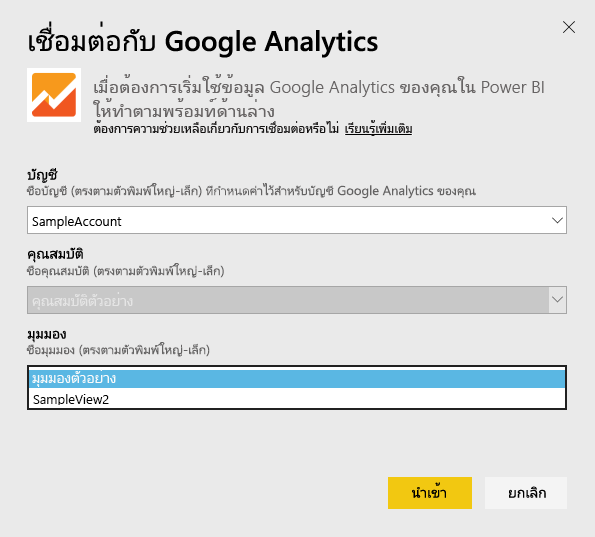 เชื่อมต่อกับ Google Analytics
เมื่อต้องการเริ่มใช้ข้อมูล Google Analytics ของคุณใน Power BI
ให้ทำตามพร้อมท์ด้านล่าง
ต้องการความช่วยเหลือเกี่ยวกับการเชื่อมต่อหรือไม่ เรียนรู้เพิ่มเติม
บัญชี
ชื่อบัญชี (ตรงตามตัวพิมพ์ใหญ่-เล็ก) ที่กำหนดค่าไว้สำหรับบัญชี Google Analytics ของคุณ
SampleAccount
คุณสมบัติ
ชื่อคุณสมบัติ (ตรงตามตัวพิมพ์ใหญ่-เล็ก)
คุณสมบัติตัวอย่าง
มุมมอง
ชื่อมุมมอง (ตรงตามตัวพิมพ์ใหญ่-เล็ก)
มุมมองตัวอย่าง
SampleView2
นำเข้า ยกเลิก